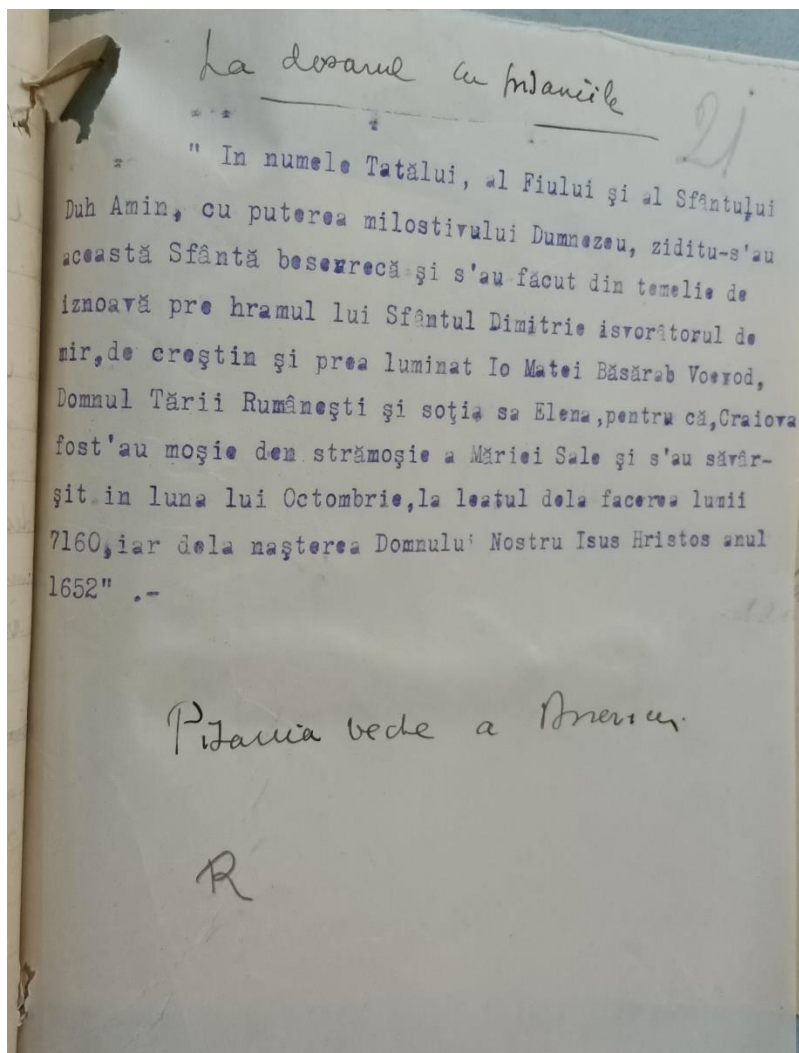 La dosarul cu pisaniile
21
" In numele Tatălui, al Fiului şi al Sfântului
Duh Amin, cu puterea milostivului Dumnezeu, ziditu-s'au
această Sfântă beserrecă şi s'au făcut din temelie de
iznoavă pre hramul lui Sfântul Dimitrie isvorâtorul de
mir,de creştin şi prea luminat Io Matei Băsărab Voevod,
Domnul Tării Rumâneşti şi soţia sa Elena,pentru că,Craiova
fost'au moşie den strămoşie a Măriei Sale şi s'au săvâr-
şit in luna lui Octombrie,la leatul dela facerea lumii
7160,iar dela naşterea Domnului Nostru Isus Hristos anul
1652" .-
Pisania veche a
R